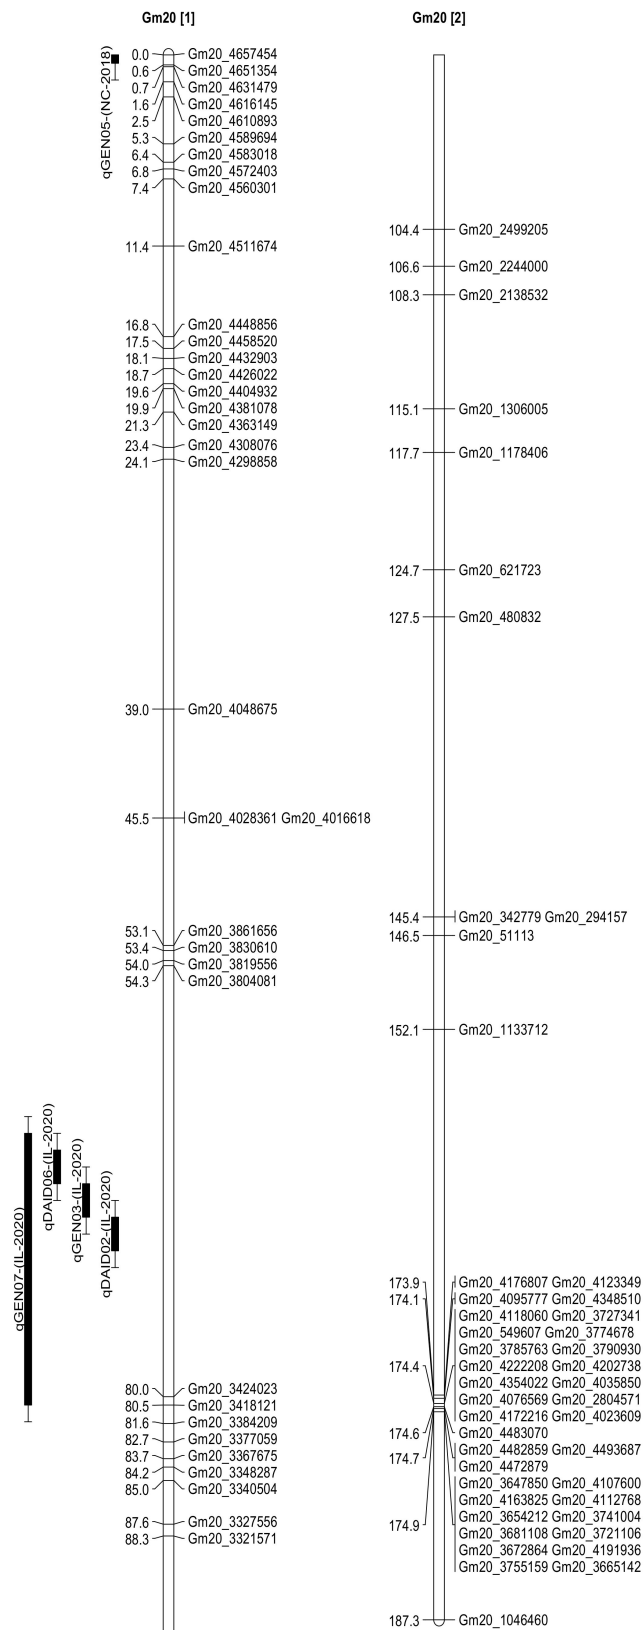 Gm20 [1]
0.0 Gm20_4657454
0.6 Gm20_4651354
0.7 Gm20_4631479
1.6 Gm20_4616145
2.5 Gm20_4610893
5.3 Gm20_4589694
6.4 Gm20_4583018
6.8 Gm20_4572403
7.4 Gm20_4560301
11.4 Gm20_4511674
16.8 Gm20_4448856
17.5 Gm20_4458520
18.1 Gm20_4432903
18.7 Gm20_4426022
19.6 Gm20_4404932
19.9 Gm20_4381078
21.3 Gm20_4363149
23.4 Gm20_4308076
24.1 Gm20_4298858
39.0 Gm20_4048675
45.5 Gm20_4028361 Gm20_4016618
53.1 Gm20_3861656
53.4 Gm20_3830610
54.0 Gm20_3819556
54.3 Gm20_3804081
80.0 Gm20_3424023
80.5 Gm20_3418121
81.6 Gm20_3384209
82.7 Gm20_3377059
83.7 Gm20_3367675
84.2 Gm20_3348287
85.0 Gm20_3340504
87.6 Gm20_3327556
88.3 Gm20_3321571
qGEN05-(NC-2018)
qGEN07-(IL-2020)
qDAID06-(IL-2020)
qGEN03-(IL-2020)
qDAID02-(IL-2020)
Gm20 [2]
104.4 Gm20_2499205
106.6 Gm20_2244000
108.3 Gm20_2138532
115.1 Gm20_1306005
117.7 Gm20_1178406
124.7 Gm20_621723
127.5 Gm20_480832
145.4 Gm20_342779 Gm20_294157
146.5 Gm20_51113
152.1 Gm20_1133712
173.9 Gm20_4176807 Gm20_4123349
174.1 Gm20_4095777 Gm20_4348510
Gm20_4118060 Gm20_3727341
Gm20_549607 Gm20_3774678
Gm20_3785763 Gm20_3790930
174.4 Gm20_4222208 Gm20_4202738
Gm20_4354022 Gm20_4035850
Gm20_4076569 Gm20_2804571
Gm20_4172216 Gm20_4023609
174.6 Gm20_4483070
174.7 Gm20_4482859 Gm20_4493687
Gm20_4472879
Gm20_3647850 Gm20_4107600
Gm20_4163825 Gm20_4112768
Gm20_3654212 Gm20_3741004
174.9 Gm20_3681108 Gm20_3721106
Gm20_3672864 Gm20_4191936
Gm20_3755159 Gm20_3665142
187.3 Gm20_1046460